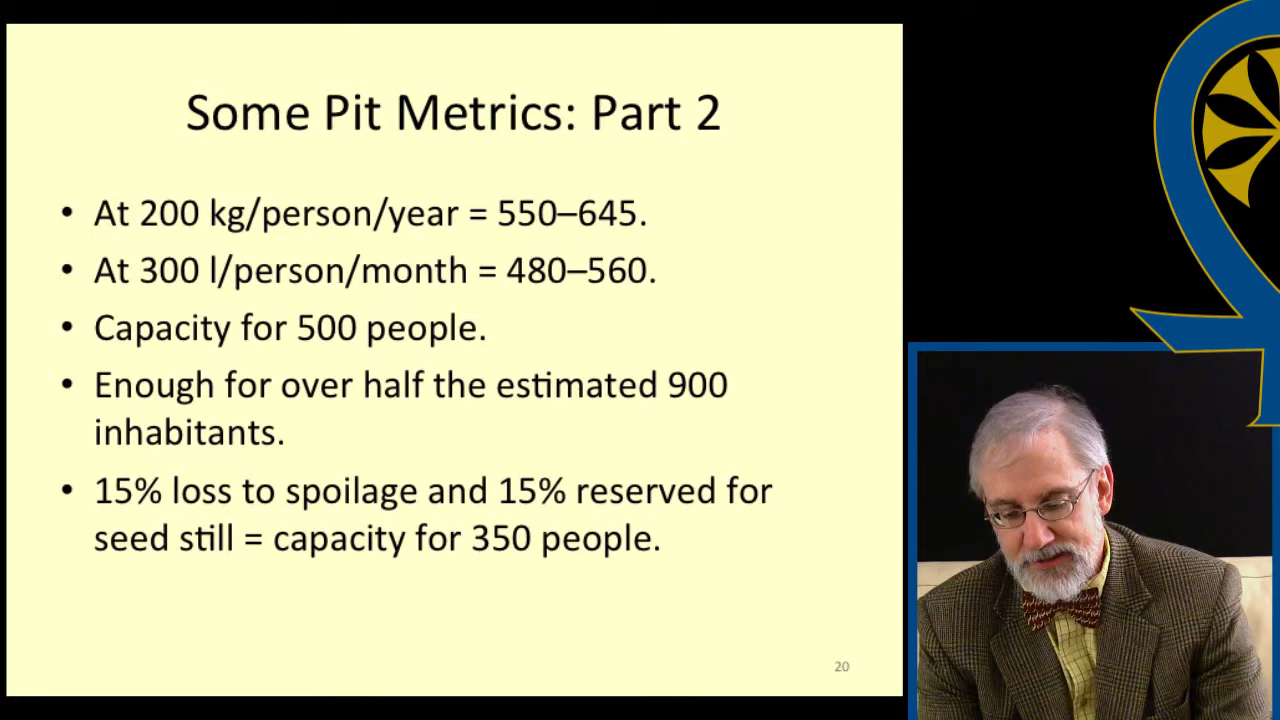 Some Pit Metrics: Part 2
• At 200 kg/person/year = 550–645.
• At 300 l/person/month = 480–560.
• Capacity for 500 people.
• Enough for over half the estimated 900
inhabitants.
• 15% loss to spoilage and 15% reserved for
seed still = capacity for 350 people.
20